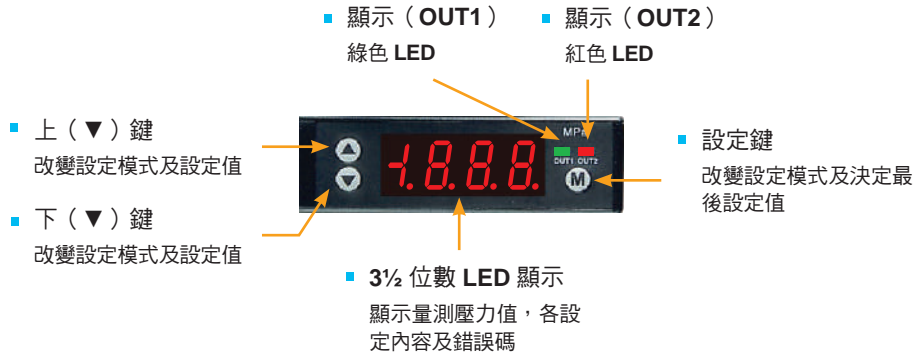 顯示（OUT1）
綠色 LED
顯示（OUT2）
紅色 LED
上（▼）鍵
改變設定模式及設定值
下（▼）鍵
改變設定模式及設定值
MP
-1.8.8.8.
OUT1 OUT2
M
設定鍵
改變設定模式及決定最
後設定值
3½ 位數 LED 顯示
顯示量測壓力值，各設
定內容及錯誤碼